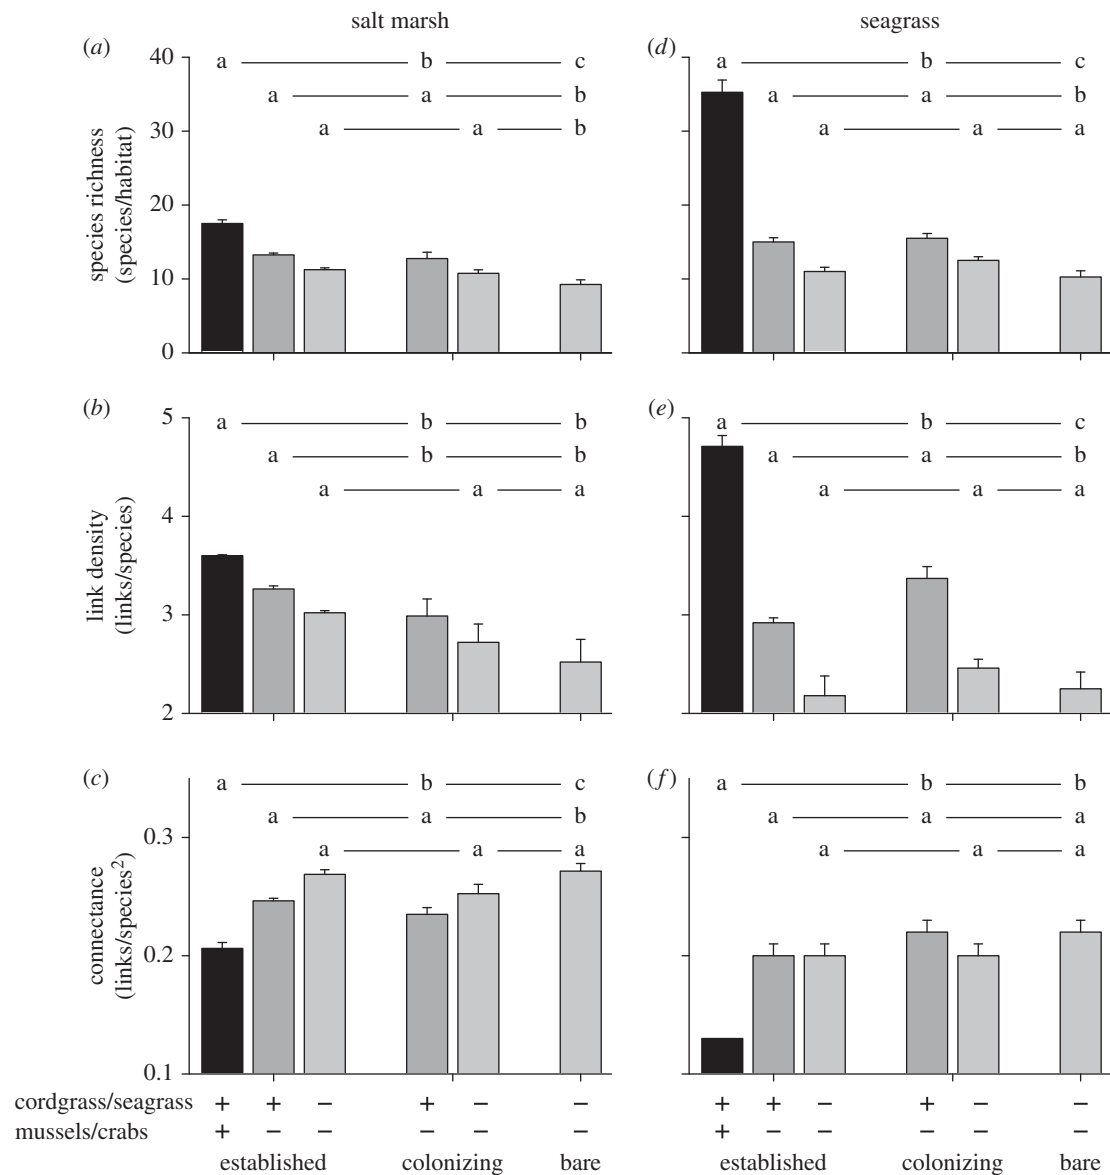 salt marsh seagrass
(a) (d)
40 a b c a b c
a a b a a b
30 a a b a a a
20
10
0
species richness
(species/habitat)
(b) (e)
5 a b b a b c
a b b a a b
a a a a a a
4
3
2
link density
(links/species)
(c) (f)
a b c a b b
a a b a a a
0.3 a a a a a a
0.2
0.1
connectance
(links/species²)
cordgrass/seagrass + + − + − − + + − + − −
mussels/crabs + − − − − − + − − − − −
established colonizing bare established colonizing bare